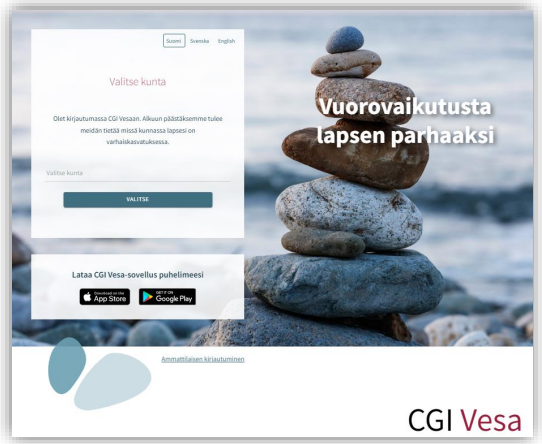 Suomi Svenska English
Valitse kunta
Olet kirjautumassa CGI Vesaan. Alkuun päästäksemme tulee
meidän tietää missä kunnassa lapsesi on
varhaiskasvatuksessa.
Valitse kunta
VALITSE
Vuorovaikutusta
lapsen parhaaksi
Lataa CGI Vesa-sovellus puhelimeesi
Download on the
App Store
GET IT ON
Google Play
Ammattilaisen kirjautuminen
CGI Vesa